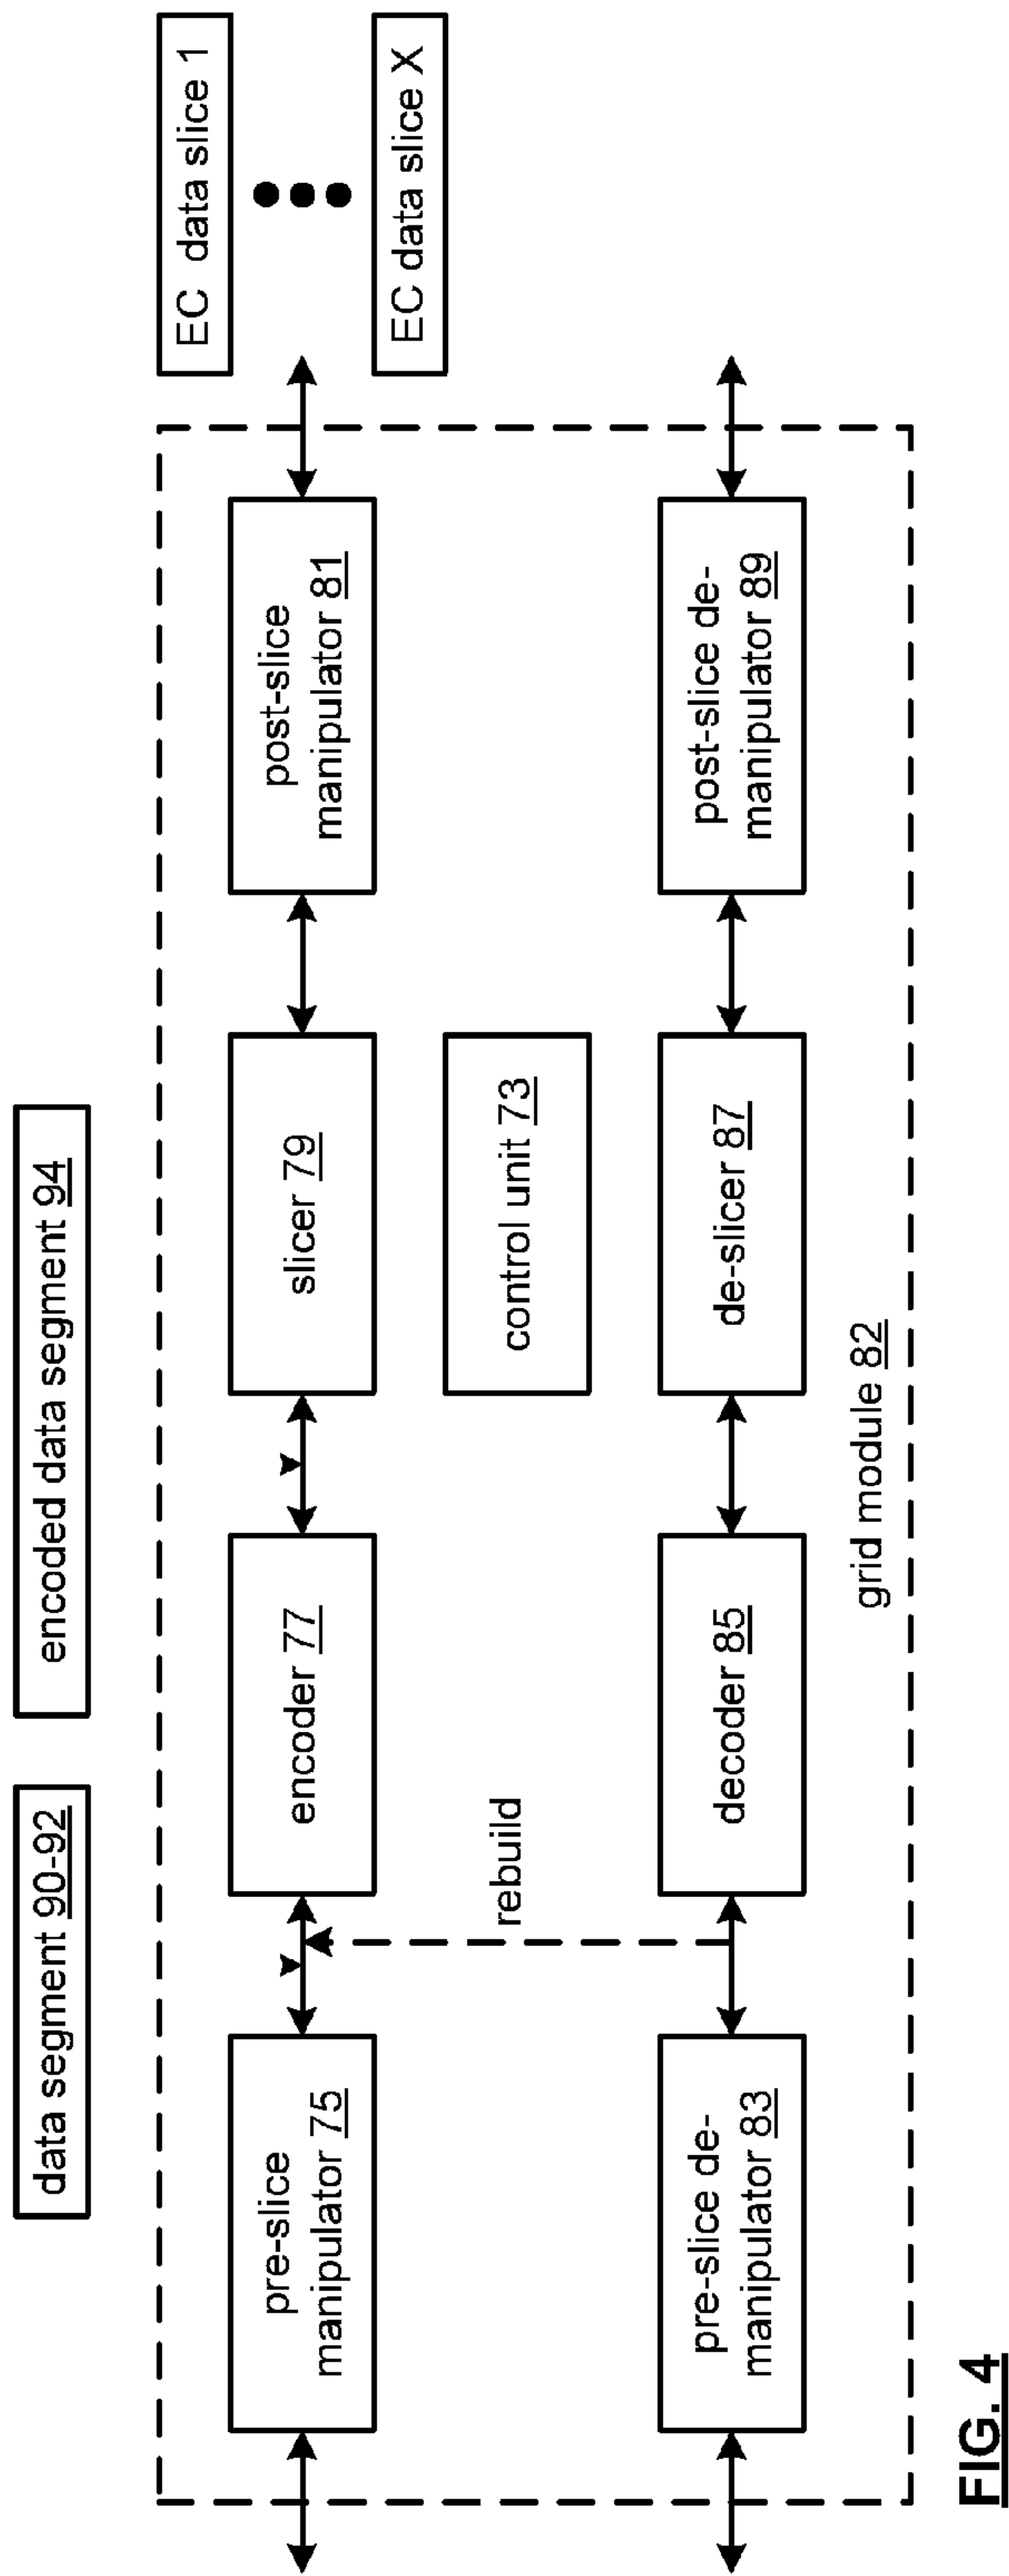 data segment 90-92
encoded data segment 94
EC data slice 1
EC data slice X
pre-slice
manipulator 75
encoder 77
slicer 79
post-slice
manipulator 81
rebuild
control unit 73
pre-slice de-
manipulator 83
decoder 85
de-slicer 87
post-slice de-
manipulator 89
grid module 82
FIG. 4